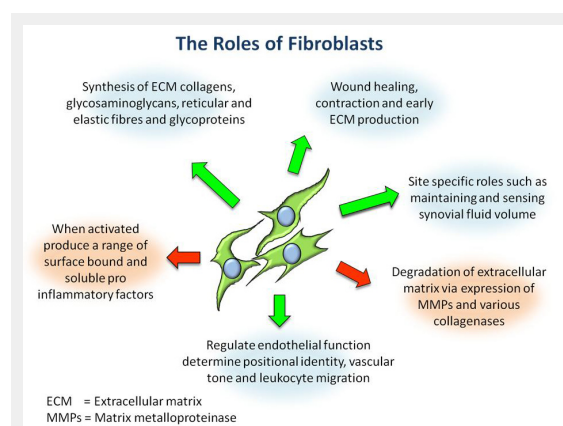 The Roles of Fibroblasts
Synthesis of ECM collagens,
glycosaminoglycans, reticular and
elastic fibres and glycoproteins
Wound healing,
contraction and early
ECM production
Site specific roles such as
maintaining and sensing
synovial fluid volume
When activated
produce a range of
surface bound and
soluble pro
inflammatory factors
Degradation of extracellular
matrix via expression of
MMPs and various
collagenases
Regulate endothelial function
determine positional identity, vascular
tone and leukocyte migration
ECM = Extracellular matrix
MMPs = Matrix metalloproteinase